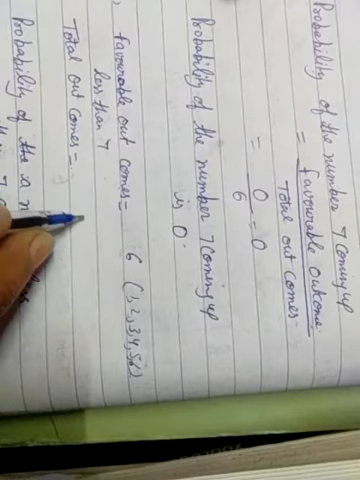 Probability of the number 7 coming up
= favourable outcome
Total out comes
= 0
6 = 0
Probability of the number 7 coming up
is 0.
favourable out comes = 6 (1,2,3,4,5,6)
less than 7
Total out comes =
Probability of the a n